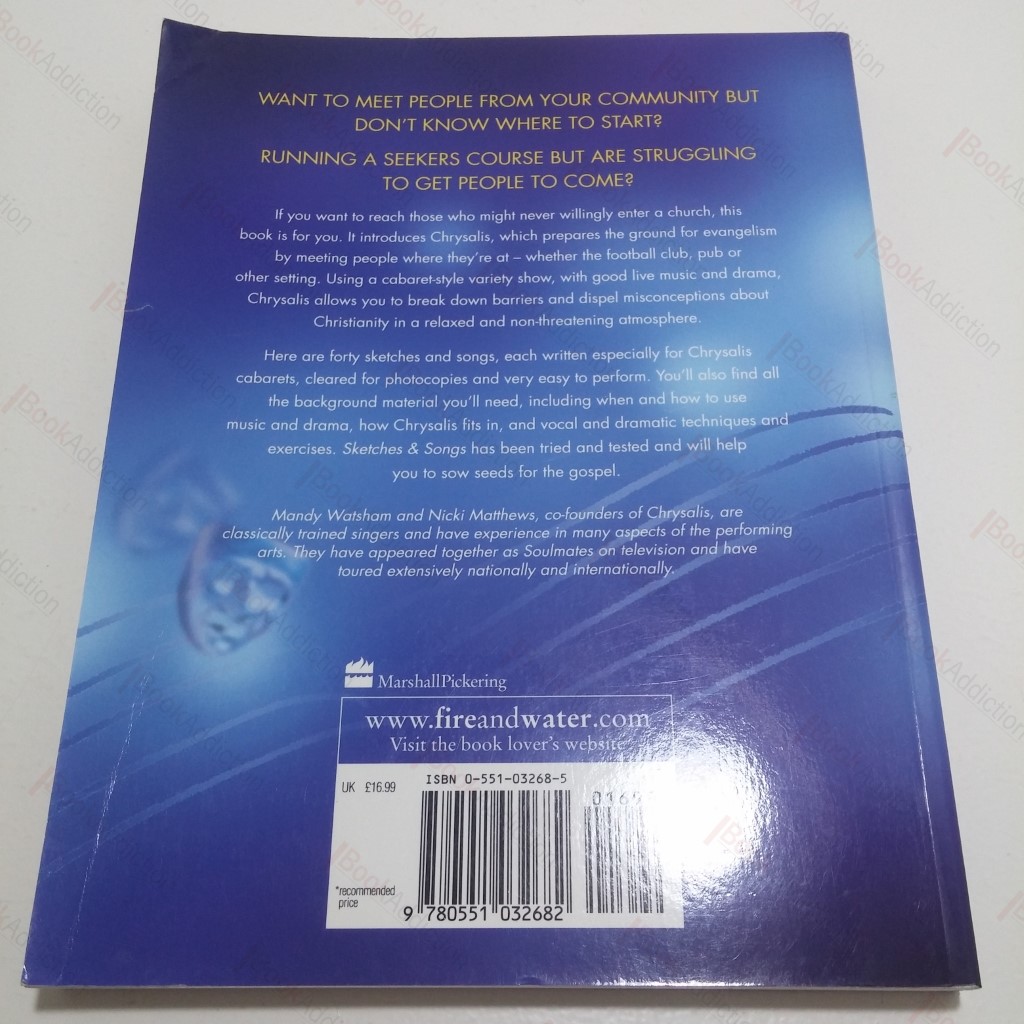 WANT TO MEET PEOPLE FROM YOUR COMMUNITY BUT
DON'T KNOW WHERE TO START?
RUNNING A SEEKERS COURSE BUT ARE STRUGGLING
TO GET PEOPLE TO COME?
If you want to reach those who might never willingly enter a church, this
book is for you. It introduces Chrysalis, which prepares the ground for evangelism
by meeting people where they're at – whether the football club, pub or
other setting. Using a cabaret-style variety show, with good live music and drama,
Chrysalis allows you to break down barriers and dispel misconceptions about
Christianity in a relaxed and non-threatening atmosphere.
Here are forty sketches and songs, each written especially for Chrysalis
cabarets, cleared for photocopies and very easy to perform. You'll also find all
the background material you'll need, including when and how to use
music and drama, how Chrysalis fits in, and vocal and dramatic techniques and
exercises. Sketches & Songs has been tried and tested and will help
you to sow seeds for the gospel.
Mandy Watsham and Nicki Matthews, co-founders of Chrysalis, are
classically trained singers and have experience in many aspects of the performing
arts. They have appeared together as Soulmates on television and have
toured extensively nationally and internationally.
MarshallPickering
www.fireandwater.com
Visit the book lover's website
ISBN 0-551-03268-5
UK £16.99
*recommended
price
9 780551 032682
BookAddiction